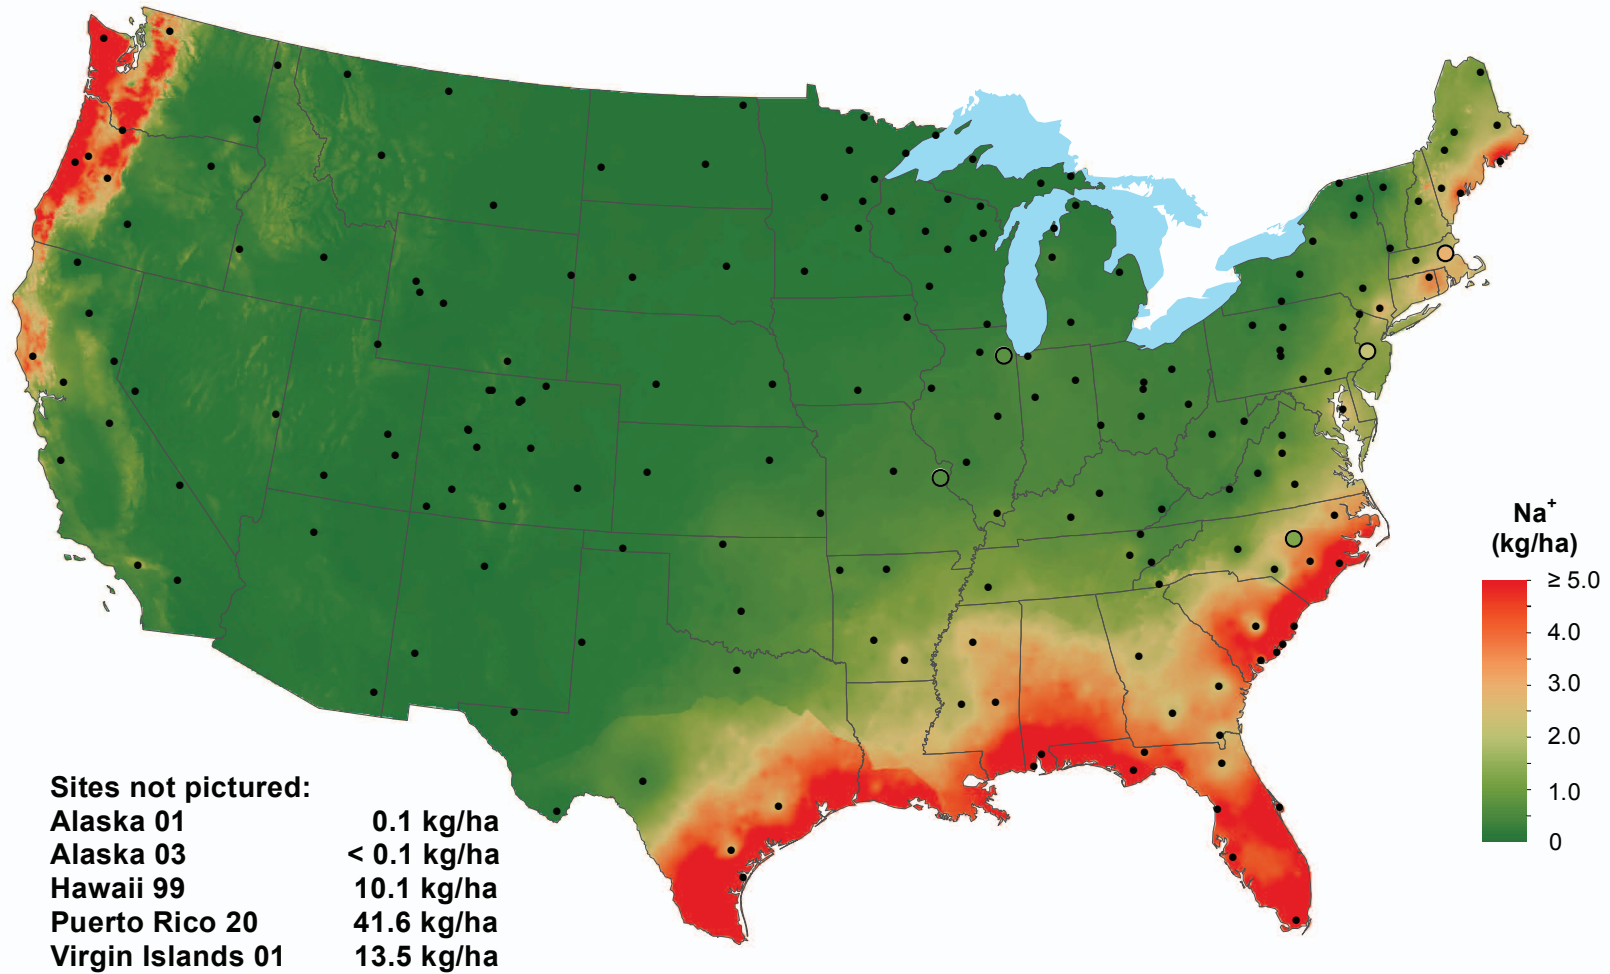 Na+
(kg/ha)
≥ 5.0
4.0
3.0
2.0
1.0
0
Sites not pictured:
Alaska 01 0.1 kg/ha
Alaska 03 < 0.1 kg/ha
Hawaii 99 10.1 kg/ha
Puerto Rico 20 41.6 kg/ha
Virgin Islands 01 13.5 kg/ha